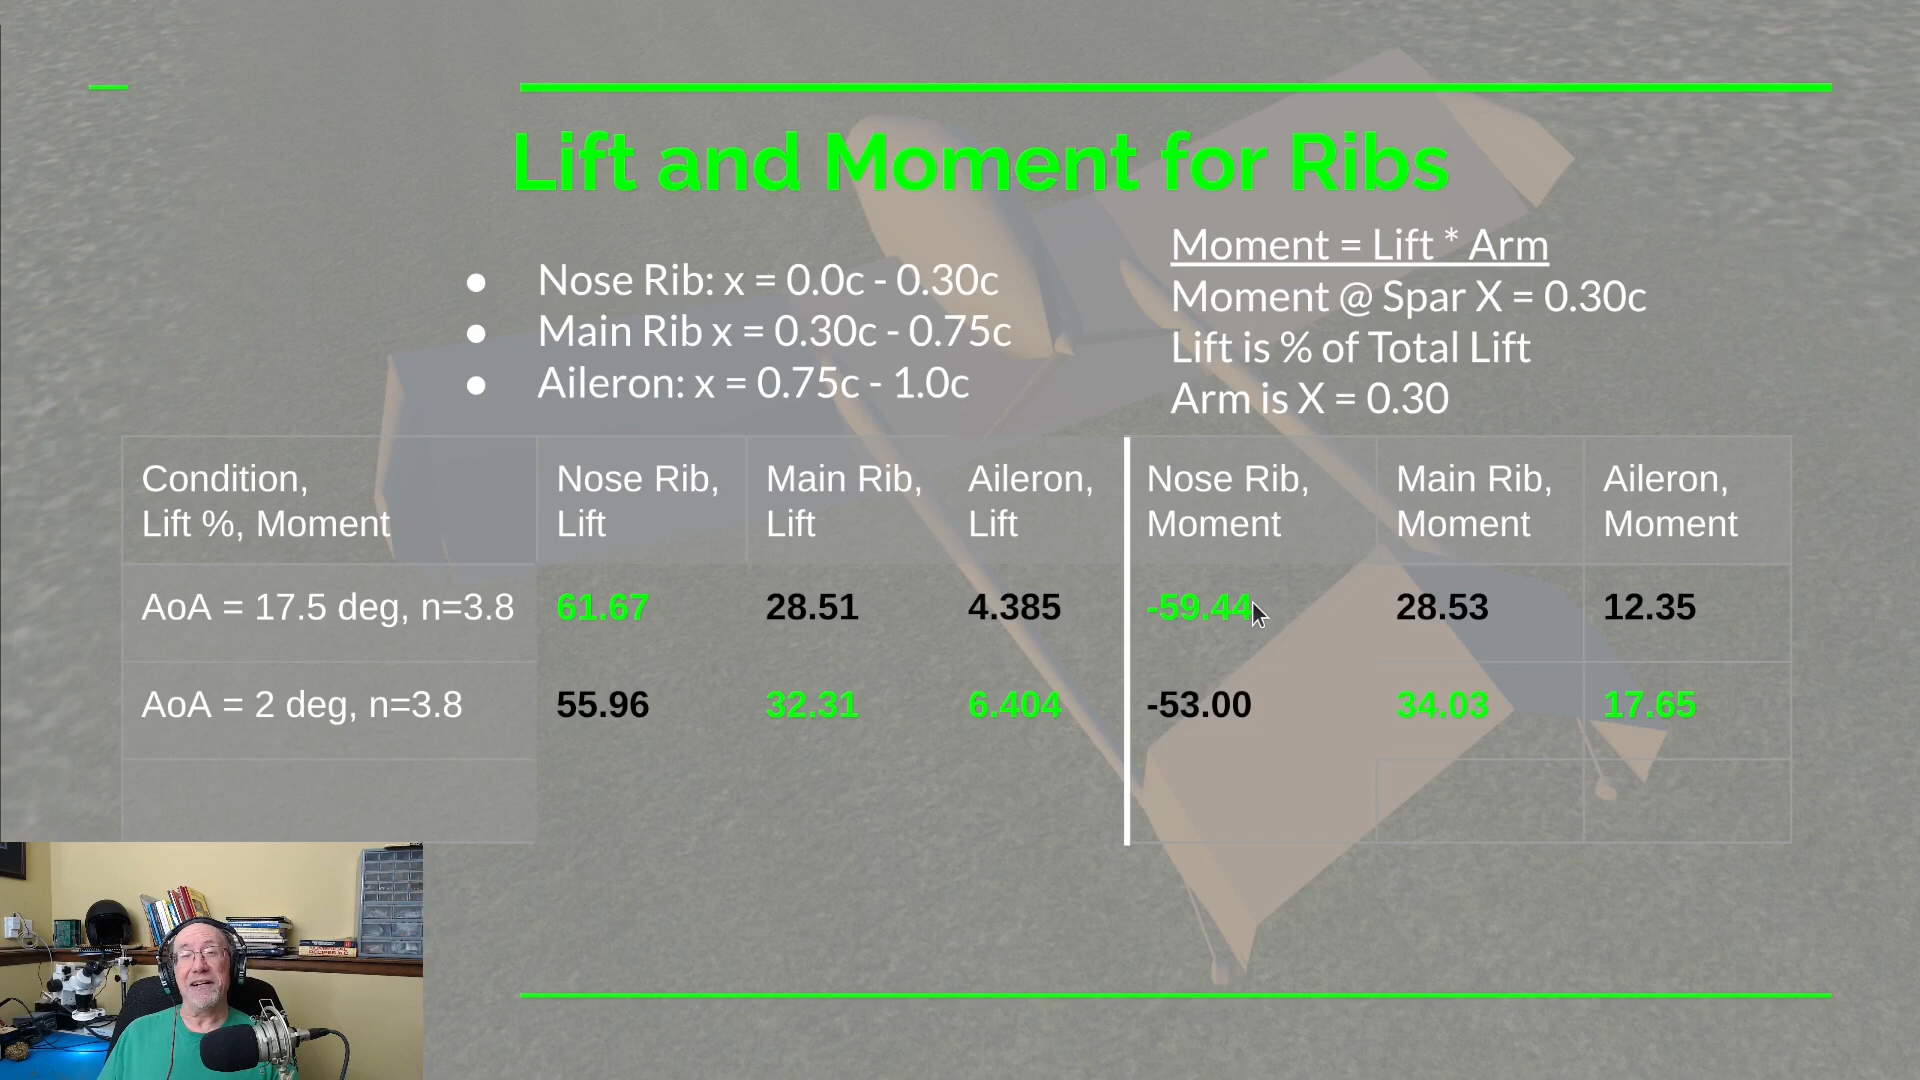 Lift and Moment for Ribs
● Nose Rib: x = 0.0c - 0.30c
● Main Rib x = 0.30c - 0.75c
● Aileron: x = 0.75c - 1.0c
Moment = Lift * Arm
Moment @ Spar X = 0.30c
Lift is % of Total Lift
Arm is X = 0.30
Condition,
Lift %, Moment
Nose Rib,
Lift
Main Rib,
Lift
Aileron,
Lift
Nose Rib,
Moment
Main Rib,
Moment
Aileron,
Moment
AoA = 17.5 deg, n=3.8 61.67 28.51 4.385 -59.44 28.53 12.35
AoA = 2 deg, n=3.8 55.96 32.31 6.404 -53.00 34.03 17.65